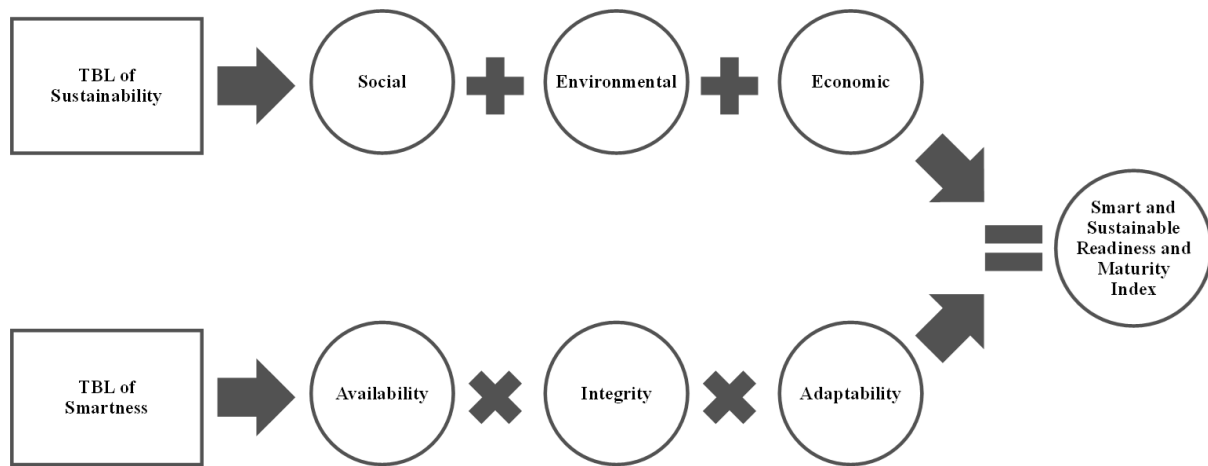 TBL of
Sustainability
Social
Environmental
Economic
Smart and
Sustainable
Readiness and
Maturity
Index
TBL of
Smartness
Availability
Integrity
Adaptability